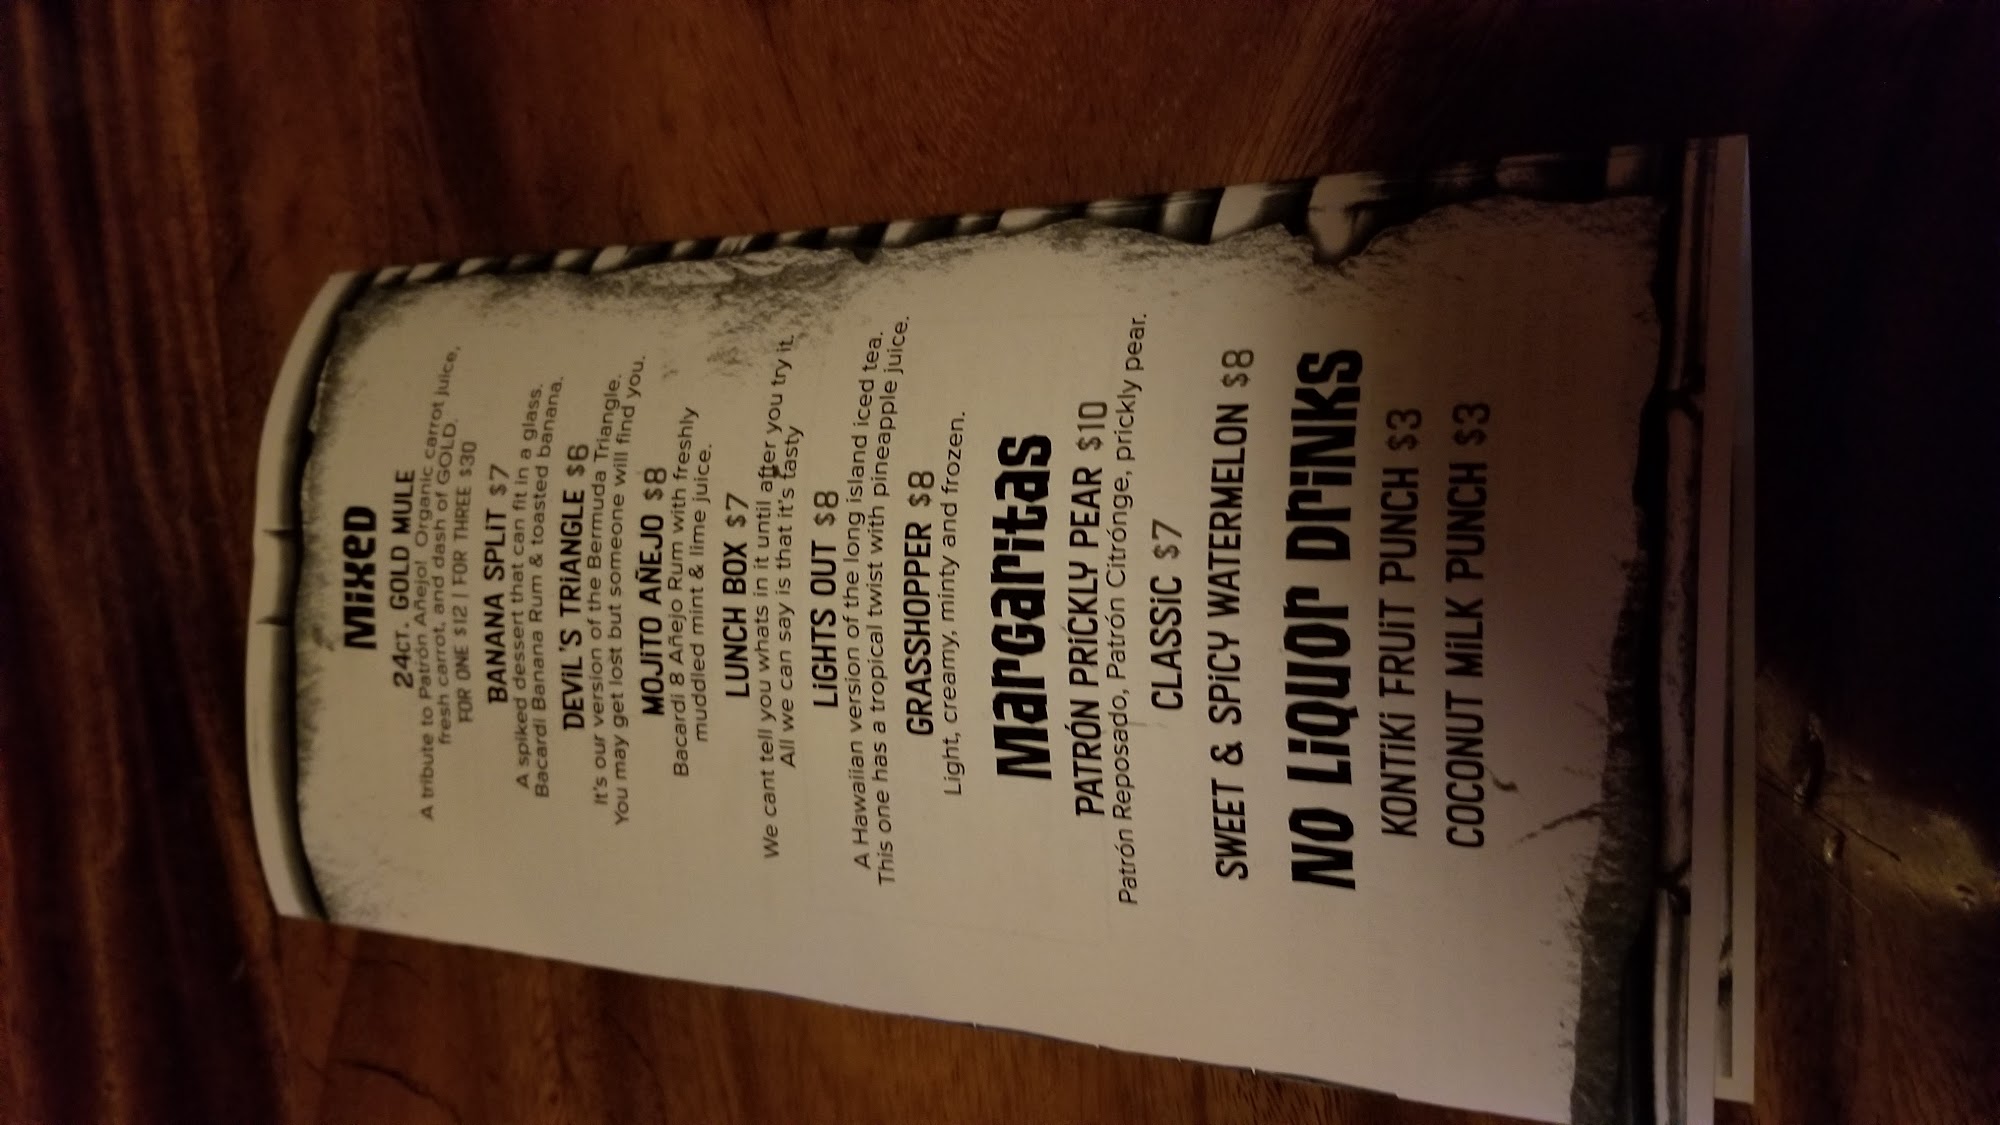 MiXED
24CT. GOLD MULE
A tribute to Patrón Añejo! Organic carrot juice,
fresh carrot, and dash of GOLD.
FOR ONE $12 | FOR THREE $30
BANANA SPLIT $7
A spiked dessert that can fit in a glass.
Bacardi Banana Rum & toasted banana.
DEVIL'S TRiANGLE $6
It's our version of the Bermuda Triangle.
You may get lost but someone will find you.
MOJiTO AÑEJO $8
Bacardi 8 Añejo Rum with freshly
muddled mint & lime juice.
LUNCH BOX $7
We cant tell you whats in it until after you try it.
All we can say is that it's tasty
LiGHTS OUT $8
A Hawaiian version of the long island iced tea.
This one has a tropical twist with pineapple juice.
GRASSHOPPER $8
Light, creamy, minty and frozen.
Margaritas
PATRÓN PRiCKLY PEAR $10
Patrón Reposado, Patrón Citrónge, prickly pear.
CLASSiC $7
SWEET & SPiCY WATERMELON $8
NO LiQUOr DriNKS
KONTiKi FRUiT PUNCH $3
COCONUT MiLK PUNCH $3